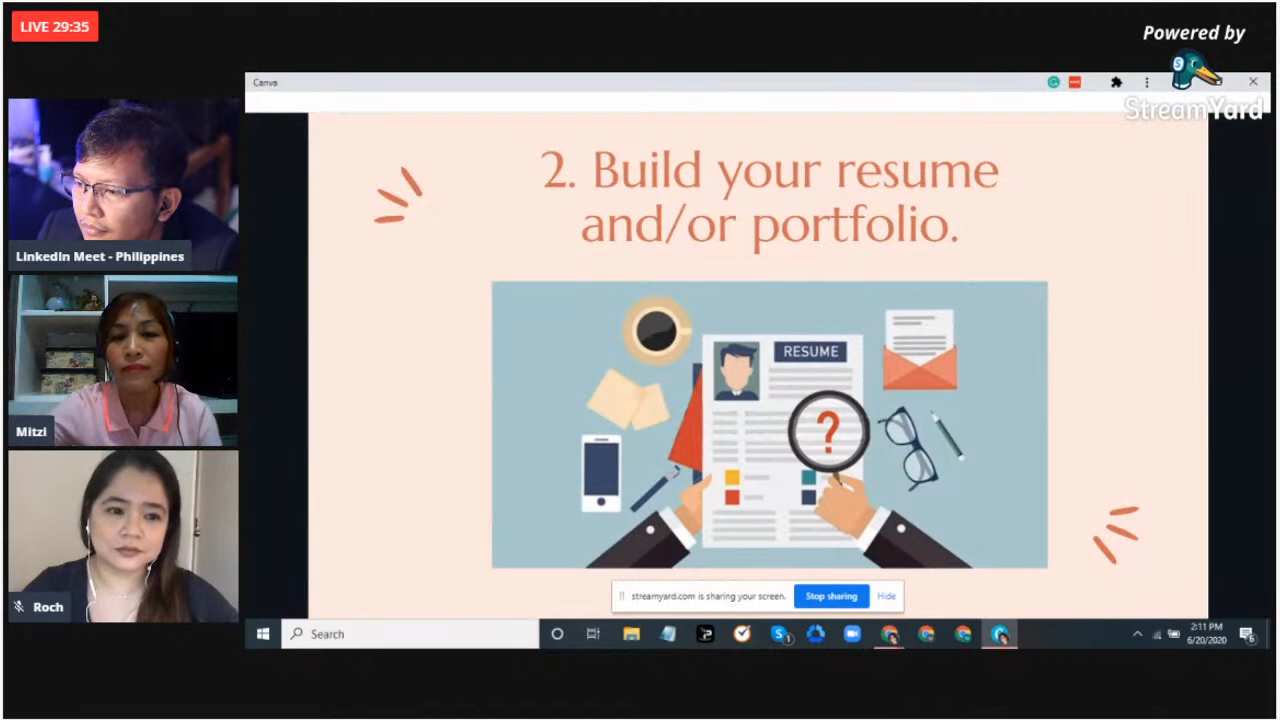 LIVE 29:35
Powered by
StreamYard
Canva
LinkedIn Meet - Philippines
Mitzi
Roch
2. Build your resume
and/or portfolio.
RESUME
?
streamyard.com is sharing your screen.
Stop sharing
Hide
Search
2:11 PM
6/20/2020